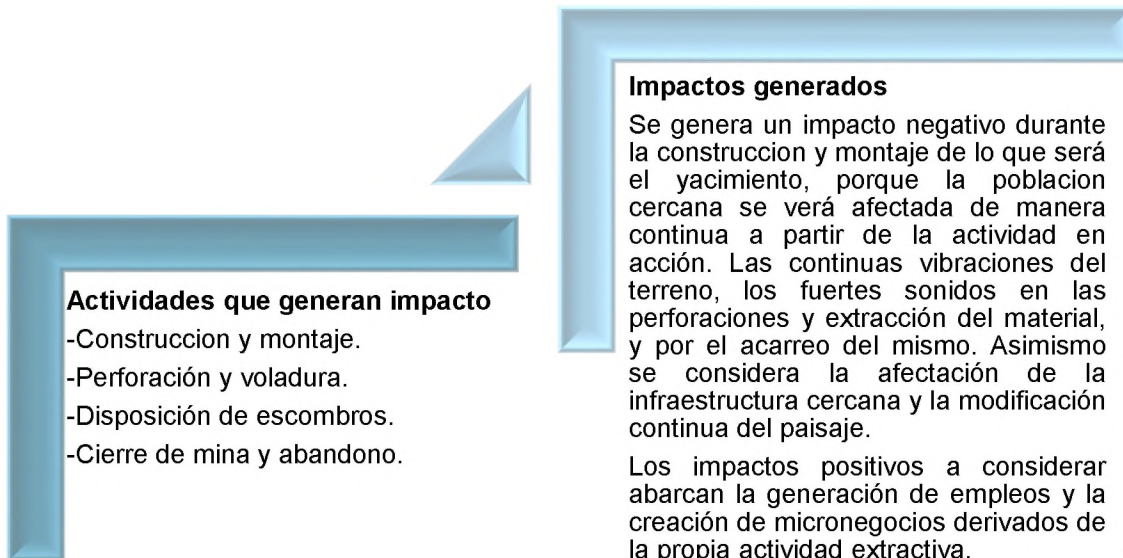 Actividades que generan impacto
-Construccion y montaje.
-Perforación y voladura.
-Disposición de escombros.
-Cierre de mina y abandono.
Impactos generados
Se genera un impacto negativo durante
la construccion y montaje de lo que será
el yacimiento, porque la poblacion
cercana se verá afectada de manera
continua a partir de la actividad en
acción. Las continuas vibraciones del
terreno, los fuertes sonidos en las
perforaciones y extracción del material,
y por el acarreo del mismo. Asimismo
se considera la afectación de la
infraestructura cercana y la modificación
continua del paisaje.
Los impactos positivos a considerar
abarcan la generación de empleos y la
creación de micronegocios derivados de
la propia actividad extractiva.